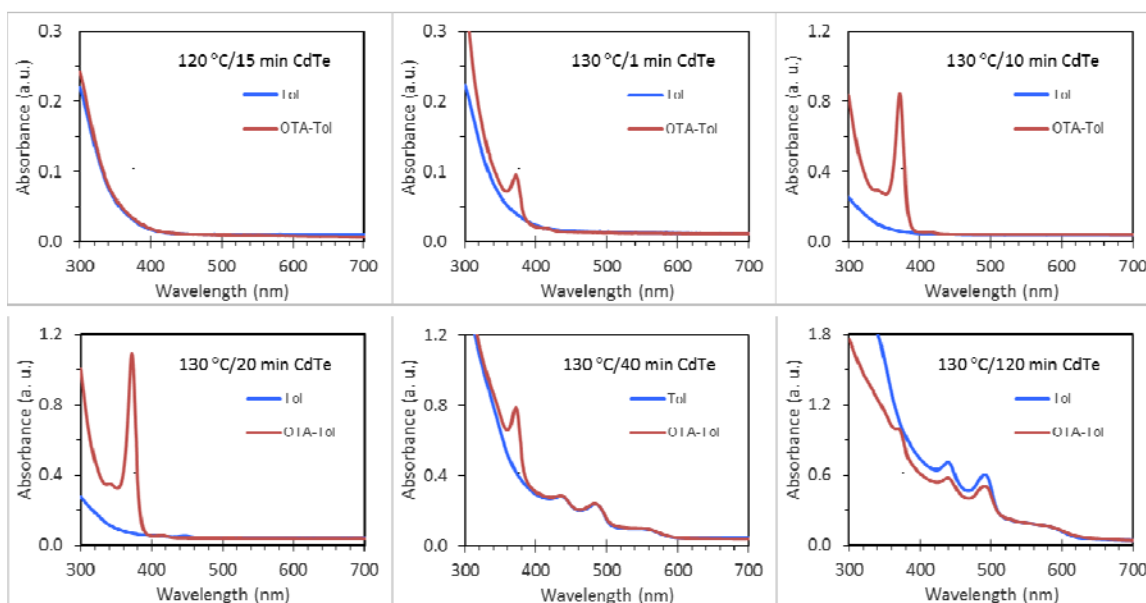 120 °C/15 min CdTe
Tol
OTA-Tol
Absorbance (a. u.)
0.3
0.2
0.1
0.0
300 400 500 600 700
Wavelength (nm)
130 °C/1 min CdTe
Tol
OTA-Tol
Absorbance (a. u.)
0.3
0.2
0.1
0.0
300 400 500 600 700
Wavelength (nm)
130 °C/10 min CdTe
Tol
OTA-Tol
Absorbance (a. u.)
1.2
0.8
0.4
0.0
300 400 500 600 700
Wavelength (nm)
130 °C/20 min CdTe
Tol
OTA-Tol
Absorbance (a. u.)
1.2
0.8
0.4
0.0
300 400 500 600 700
Wavelength (nm)
130 °C/40 min CdTe
Tol
OTA-Tol
Absorbance (a. u.)
1.2
0.8
0.4
0.0
300 400 500 600 700
Wavelength (nm)
130 °C/120 min CdTe
Tol
OTA-Tol
Absorbance (a. u.)
1.8
1.2
0.6
0.0
300 400 500 600 700
Wavelength (nm)